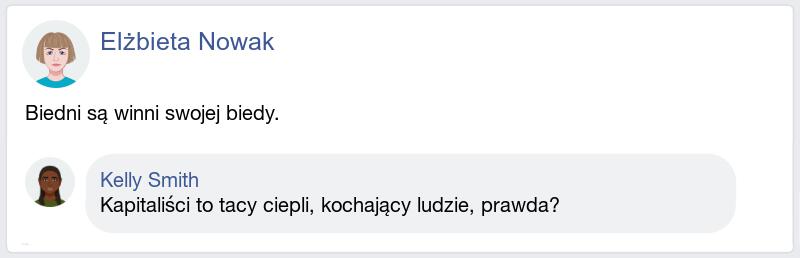 Elżbieta Nowak
Biedni są winni swojej biedy.
Kelly Smith
Kapitaliści to tacy ciepli, kochający ludzie, prawda?